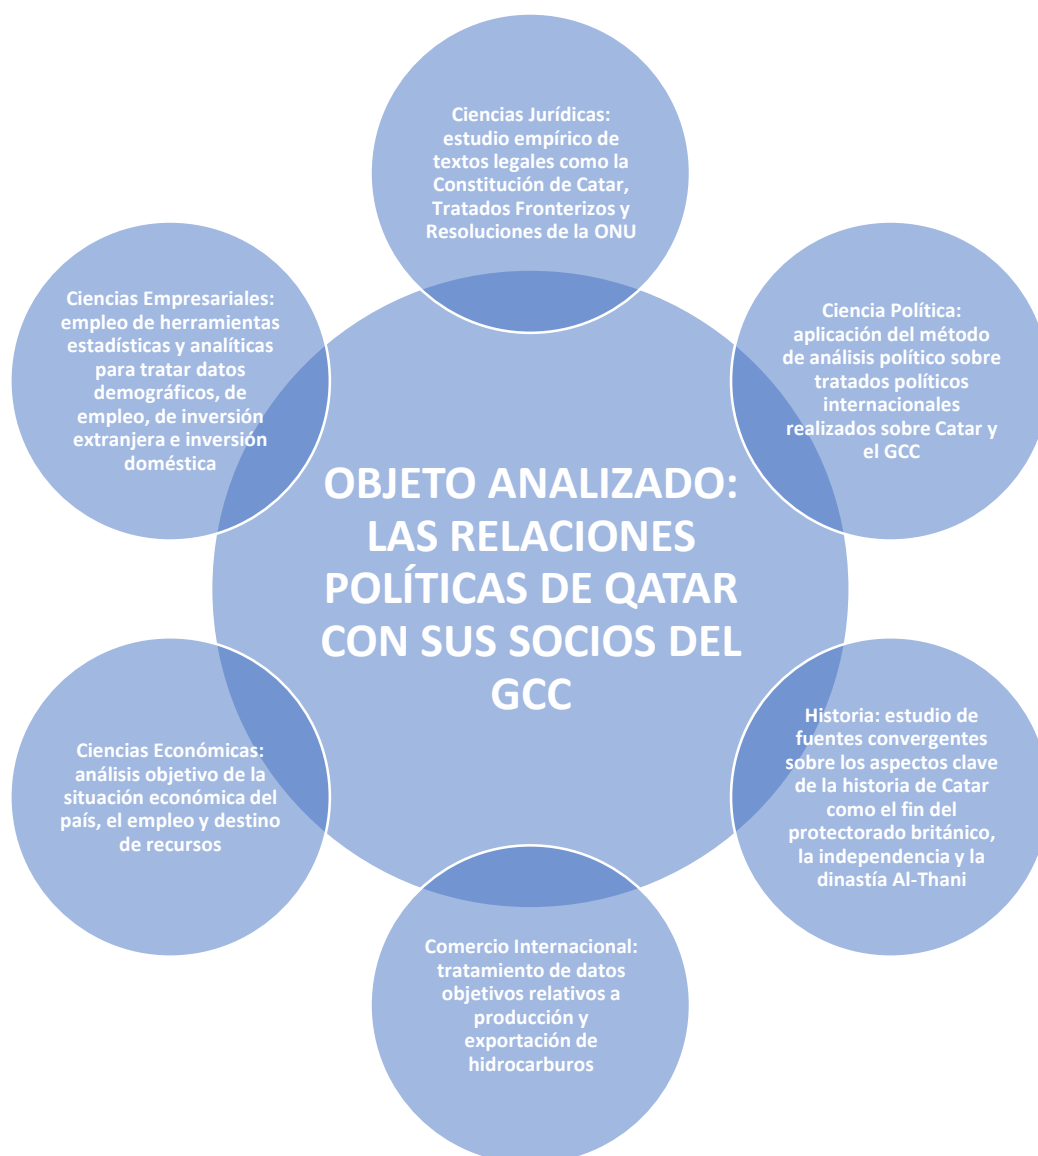 Ciencias Jurídicas:
estudio empírico de
textos legales como la
Constitución de Catar,
Tratados Fronterizos y
Resoluciones de la ONU
Ciencia Política:
aplicación del método
de análisis político sobre
tratados políticos
internacionales
realizados sobre Catar y
el GCC
Historia: estudio de
fuentes convergentes
sobre los aspectos clave
de la historia de Catar
como el fin del
protectorado británico,
la independencia y la
dinastía Al-Thani
Comercio Internacional:
tratamiento de datos
objetivos relativos a
producción y
exportación de
hidrocarburos
Ciencias Económicas:
análisis objetivo de la
situación económica del
país, el empleo y destino
de recursos
Ciencias Empresariales:
empleo de herramientas
estadísticas y analíticas
para tratar datos
demográficos, de
empleo, de inversión
extranjera e inversión
doméstica
OBJETO ANALIZADO:
LAS RELACIONES
POLÍTICAS DE QATAR
CON SUS SOCIOS DEL
GCC